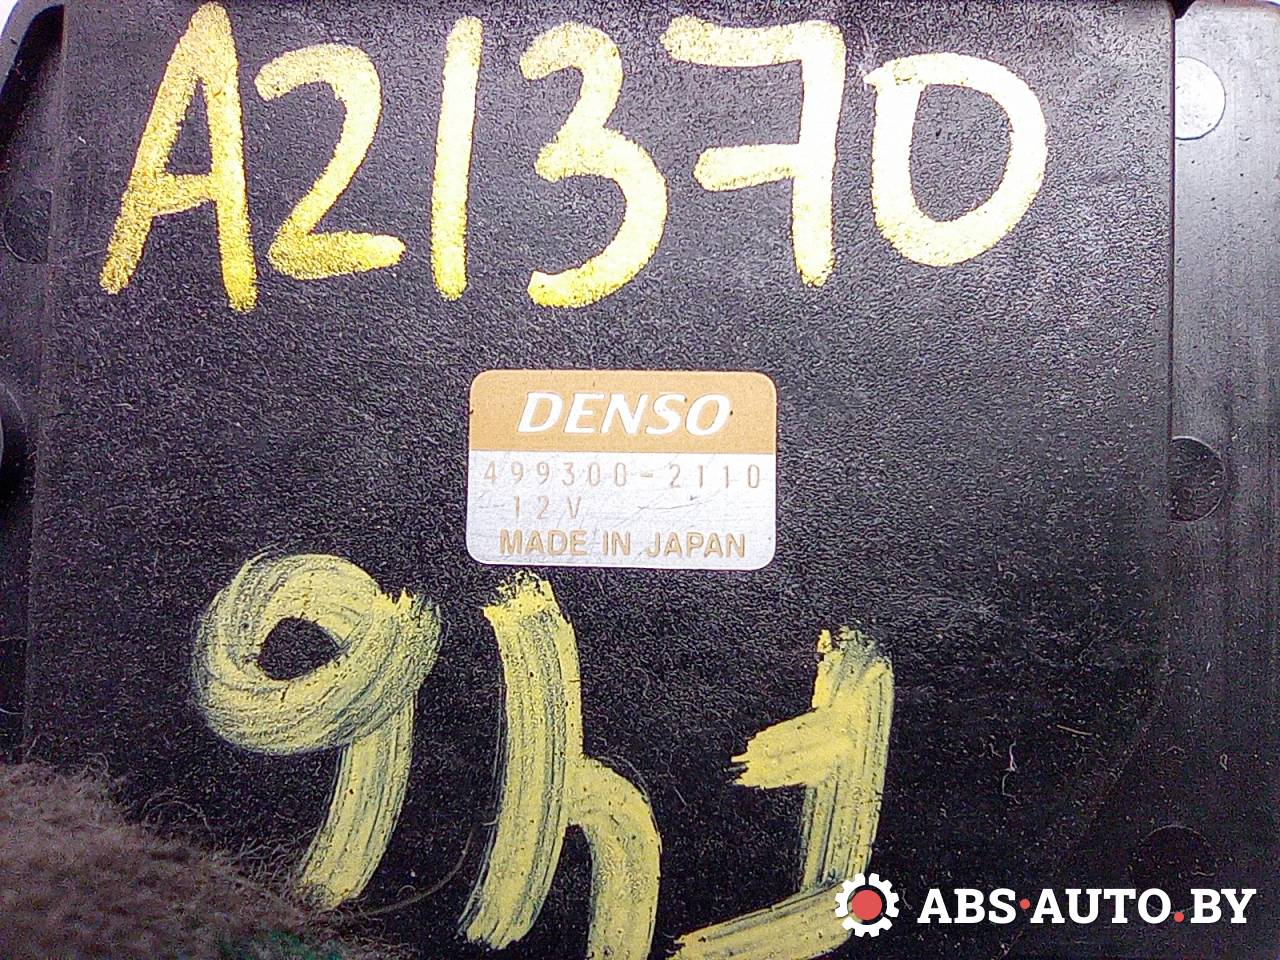 A21370
DENSO
499300-2110
12V
MADE IN JAPAN
ABS·AUTO.BY